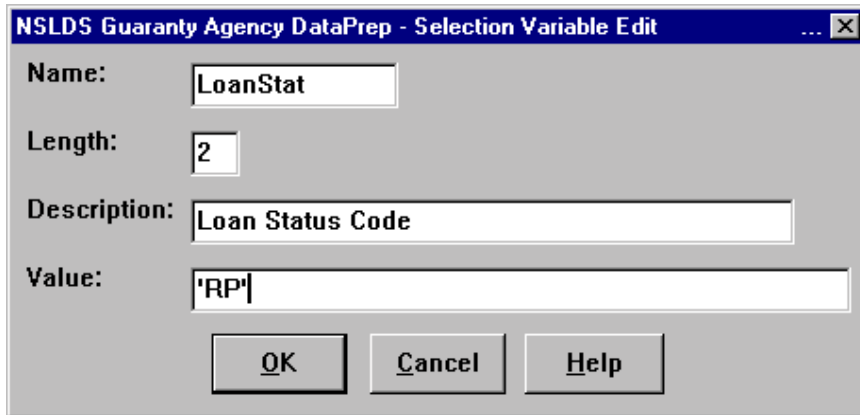 NSLDS Guaranty Agency DataPrep - Selection Variable Edit ...
Name: LoanStat
Length: 2
Description: Loan Status Code
Value: 'RP'
OK Cancel Help